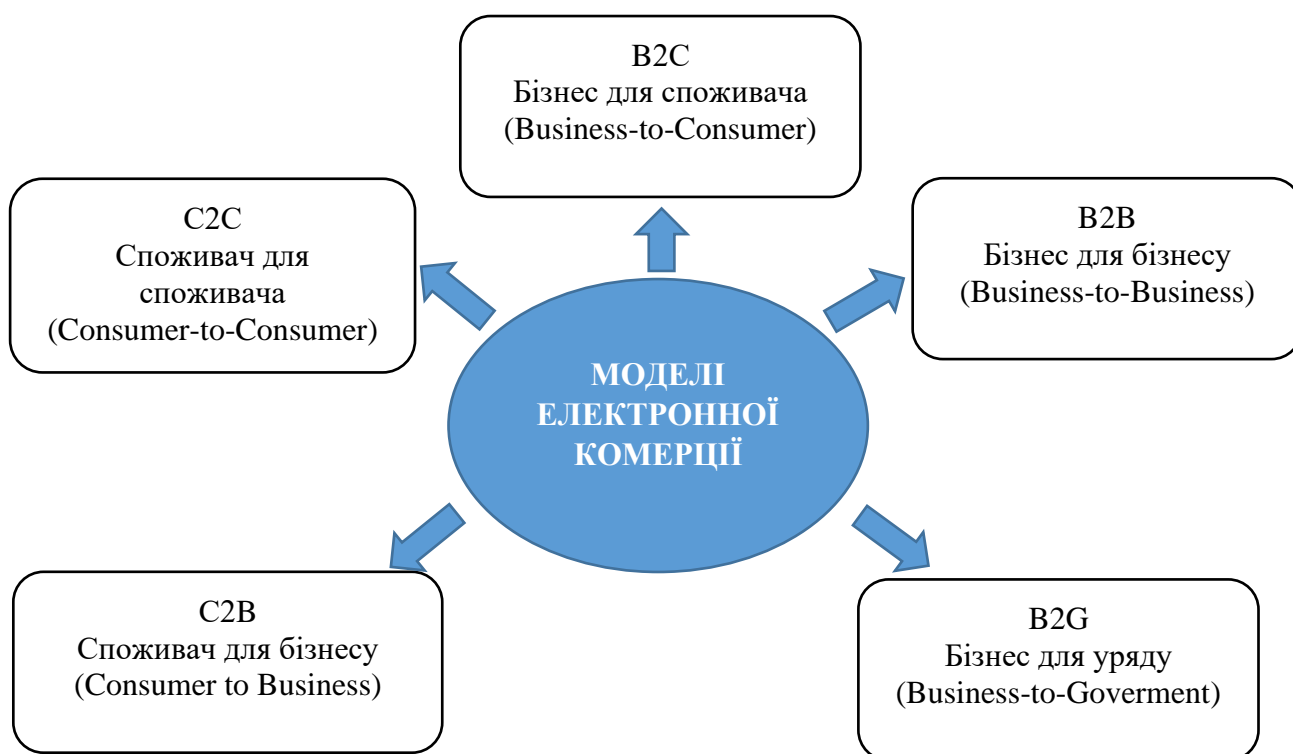 B2C
Бізнес для споживача
(Business-to-Consumer)
C2C
Споживач для
споживача
(Consumer-to-Consumer)
B2B
Бізнес для бізнесу
(Business-to-Business)
МОДЕЛІ
ЕЛЕКТРОННОЇ
КОМЕРЦІЇ
C2B
Споживач для бізнесу
(Consumer to Business)
B2G
Бізнес для уряду
(Business-to-Goverment)